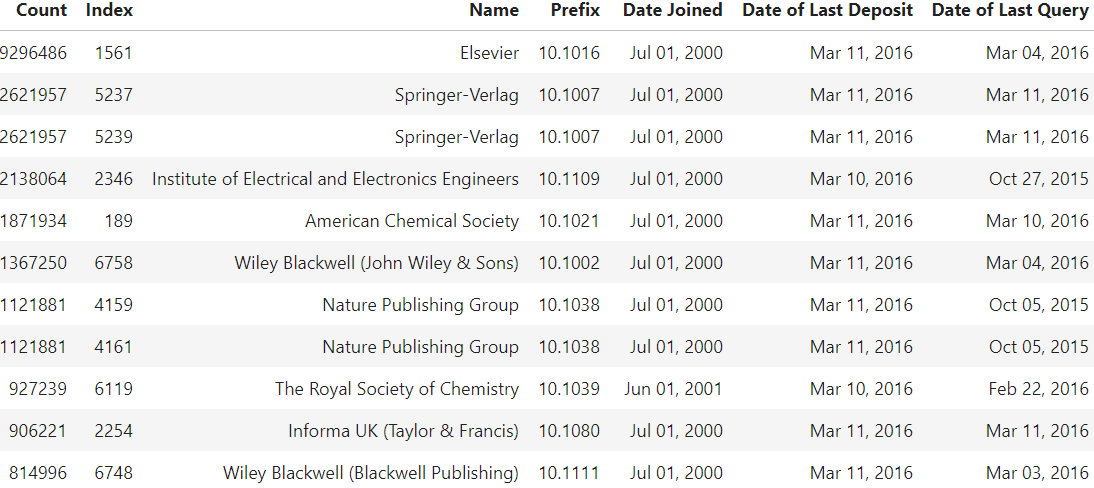 Count Index Name Prefix Date Joined Date of Last Deposit Date of Last Query
9296486 1561 Elsevier 10.1016 Jul 01, 2000 Mar 11, 2016 Mar 04, 2016
2621957 5237 Springer-Verlag 10.1007 Jul 01, 2000 Mar 11, 2016 Mar 11, 2016
2621957 5239 Springer-Verlag 10.1007 Jul 01, 2000 Mar 11, 2016 Mar 11, 2016
2138064 2346 Institute of Electrical and Electronics Engineers 10.1109 Jul 01, 2000 Mar 10, 2016 Oct 27, 2015
1871934 189 American Chemical Society 10.1021 Jul 01, 2000 Mar 11, 2016 Mar 10, 2016
1367250 6758 Wiley Blackwell (John Wiley & Sons) 10.1002 Jul 01, 2000 Mar 11, 2016 Mar 04, 2016
1121881 4159 Nature Publishing Group 10.1038 Jul 01, 2000 Mar 11, 2016 Oct 05, 2015
1121881 4161 Nature Publishing Group 10.1038 Jul 01, 2000 Mar 11, 2016 Oct 05, 2015
927239 6119 The Royal Society of Chemistry 10.1039 Jun 01, 2001 Mar 10, 2016 Feb 22, 2016
906221 2254 Informa UK (Taylor & Francis) 10.1080 Jul 01, 2000 Mar 11, 2016 Mar 11, 2016
814996 6748 Wiley Blackwell (Blackwell Publishing) 10.1111 Jul 01, 2000 Mar 11, 2016 Mar 03, 2016